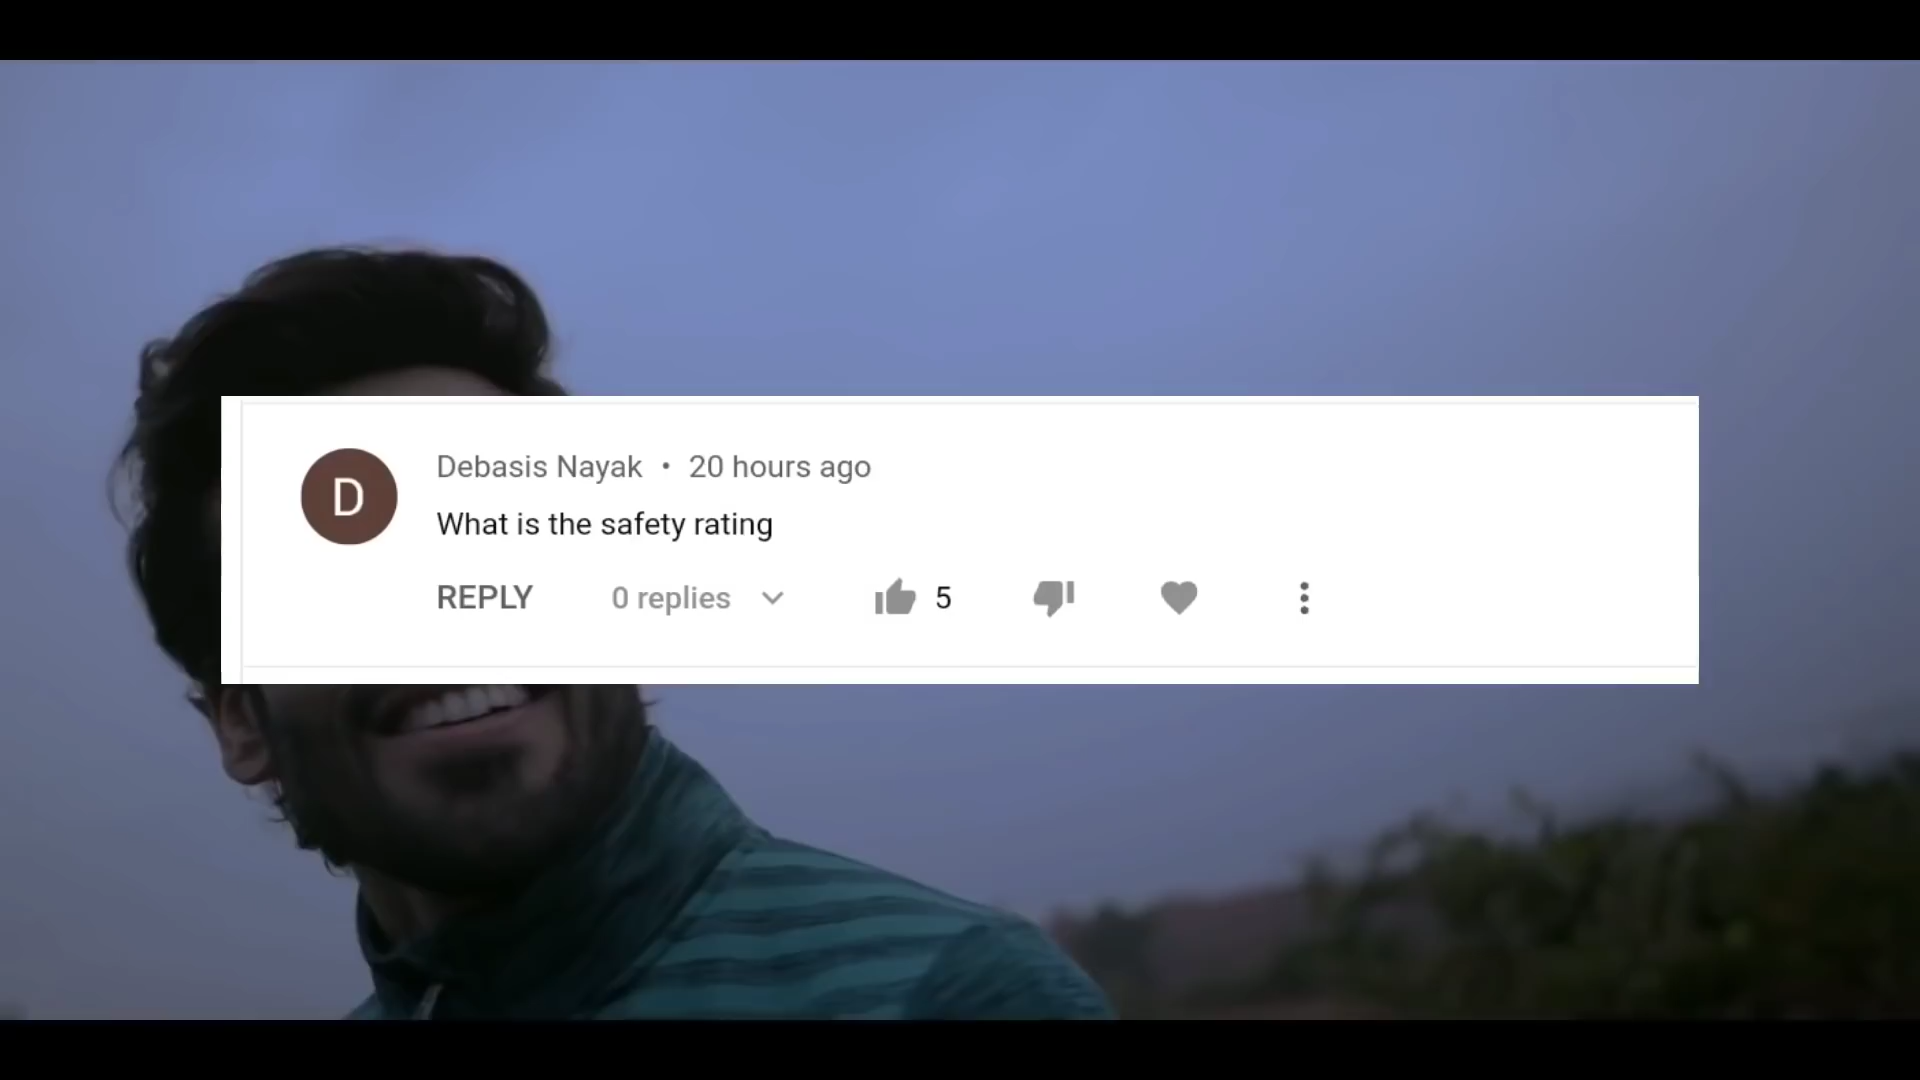 D
Debasis Nayak • 20 hours ago
What is the safety rating
REPLY 0 replies 5